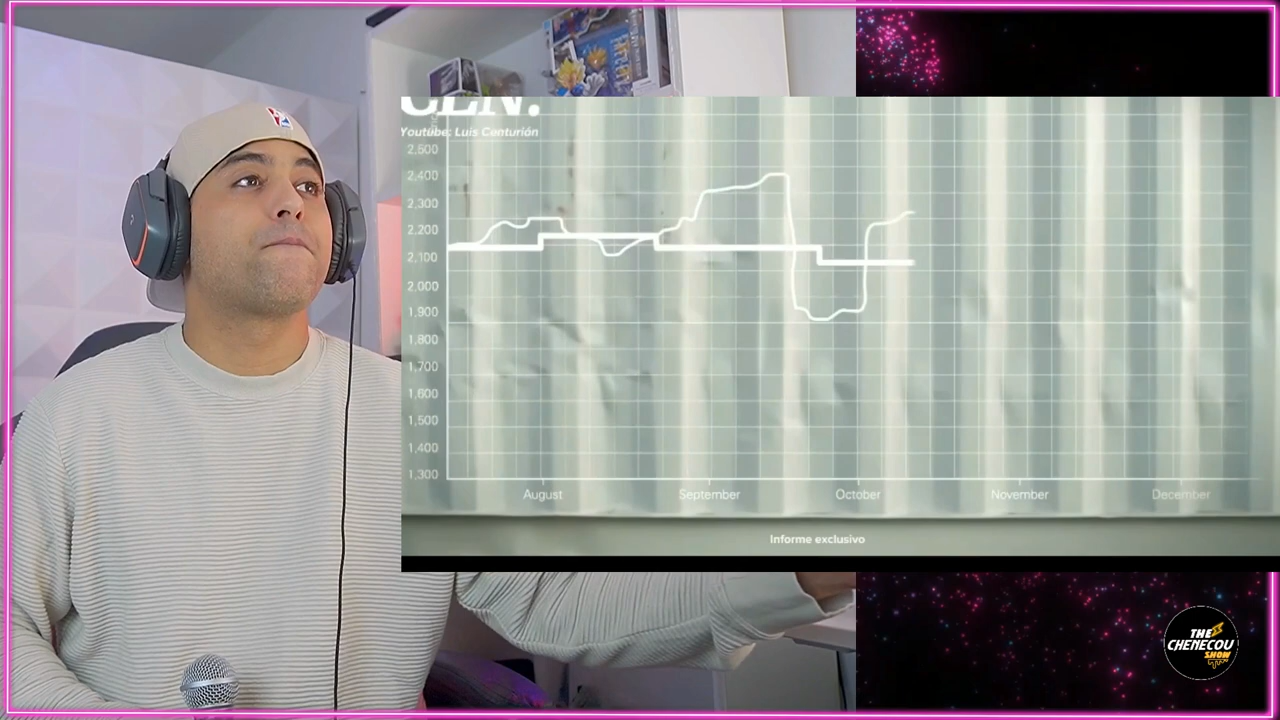 CEN.
Youtube: Luis Centurión
2,500
2,400
2,300
2,200
2,100
2,000
1,900
1,800
1,700
1,600
1,500
1,400
1,300
August
September
October
November
December
Informe exclusivo
THE
CHENECOU
SHOW